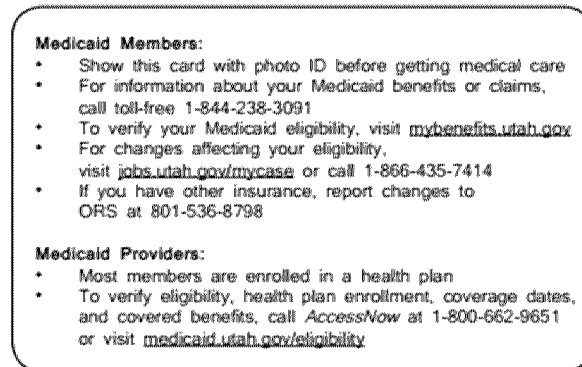 Medicaid Members:
• Show this card with photo ID before getting medical care
• For information about your Medicaid benefits or claims,
call toll-free 1-844-238-3091
• To verify your Medicaid eligibility, visit mybenefits.utah.gov
• For changes affecting your eligibility,
visit jobs.utah.gov/mycase or call 1-866-435-7414
• If you have other insurance, report changes to
ORS at 801-536-8798
Medicaid Providers:
• Most members are enrolled in a health plan
• To verify eligibility, health plan enrollment, coverage dates,
and covered benefits, call AccessNow at 1-800-662-9651
or visit medicaid.utah.gov/eligibility